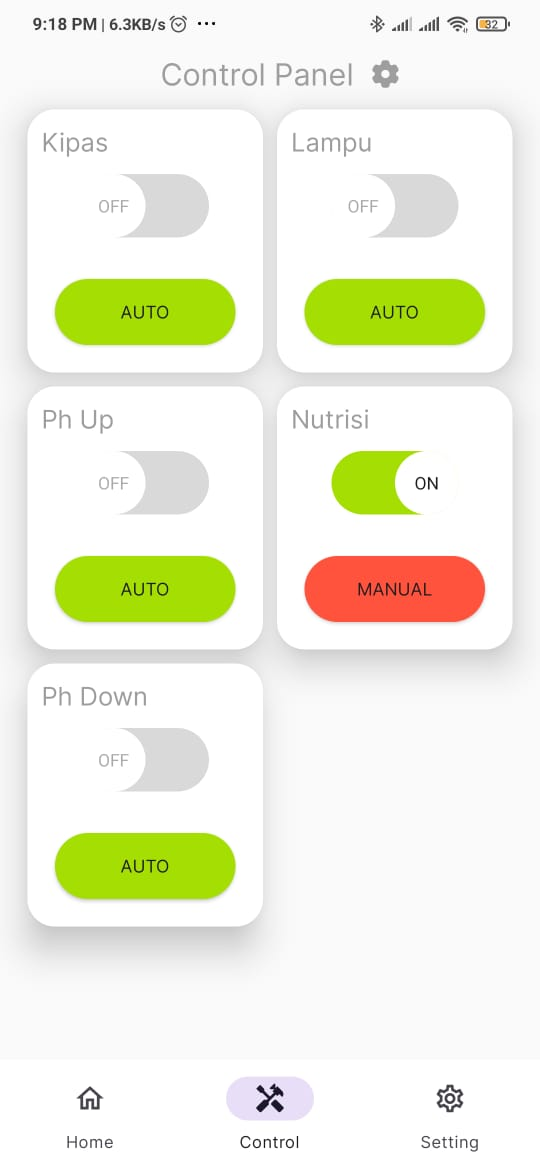 9:18 PM | 6.3KB/s ... 32
Control Panel
Kipas
OFF
AUTO
Lampu
OFF
AUTO
Ph Up
OFF
AUTO
Nutrisi
ON
MANUAL
Ph Down
OFF
AUTO
Home Control Setting